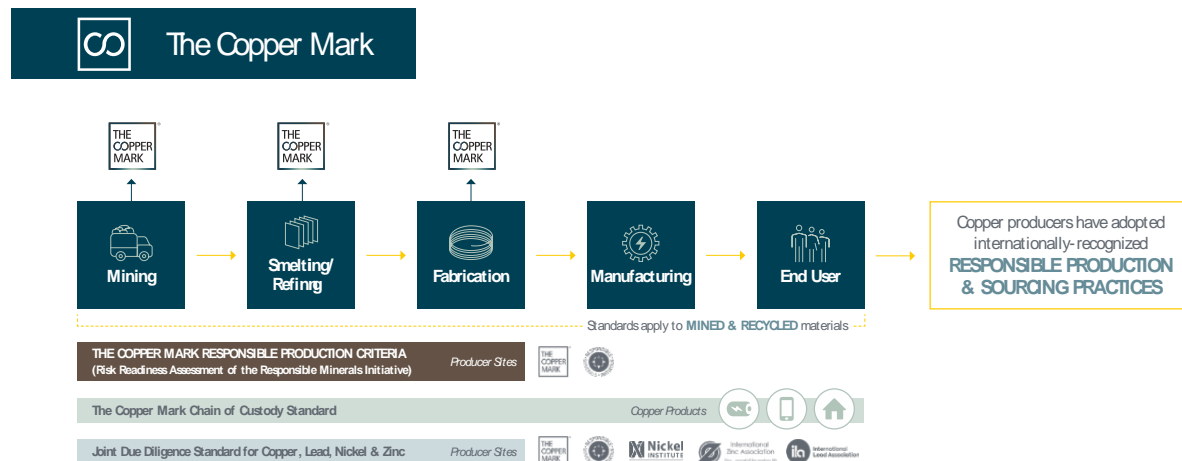 The Copper Mark
THE
COPPER
MARK
THE
COPPER
MARK
THE
COPPER
MARK
Mining
Smelting/
Refining
Fabrication
Manufacturing
End User
Copper producers have adopted
internationally-recognized
RESPONSIBLE PRODUCTION
& SOURCING PRACTICES
Standards apply to MINED & RECYCLED materials
THE COPPER MARK RESPONSIBLE PRODUCTION CRITERIA
(Risk Readiness Assessment of the Responsible Minerals Initiative)
Producer Sites
THE
COPPER
MARK
The Copper Mark Chain of Custody Standard
Copper Products
Joint Due Diligence Standard for Copper, Lead, Nickel & Zinc
Producer Sites
THE
COPPER
MARK
Nickel
INSTITUTE
International
Zinc Association
ila
International
Lead Association